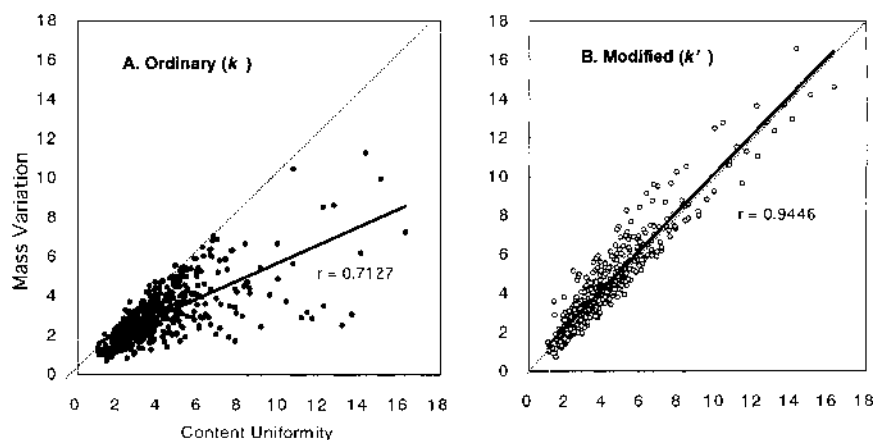 18
16
14
12
10
8
6
4
2
0
Mass Variation
A. Ordinary (k )
r = 0.7127
0 2 4 6 8 10 12 14 16 18
Content Uniformity
18
16
14
12
10
8
6
4
2
0
B. Modified (k′ )
r = 0.9446
0 2 4 6 8 10 12 14 16 18